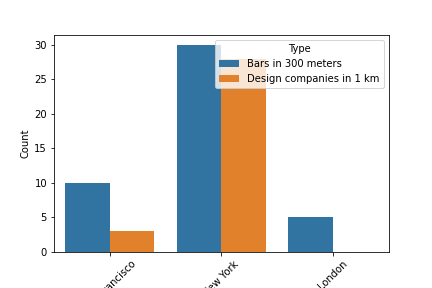 Type
Bars in 300 meters
Design companies in 1 km
Count
30
25
20
15
10
5
0
ancisco
ew York
London